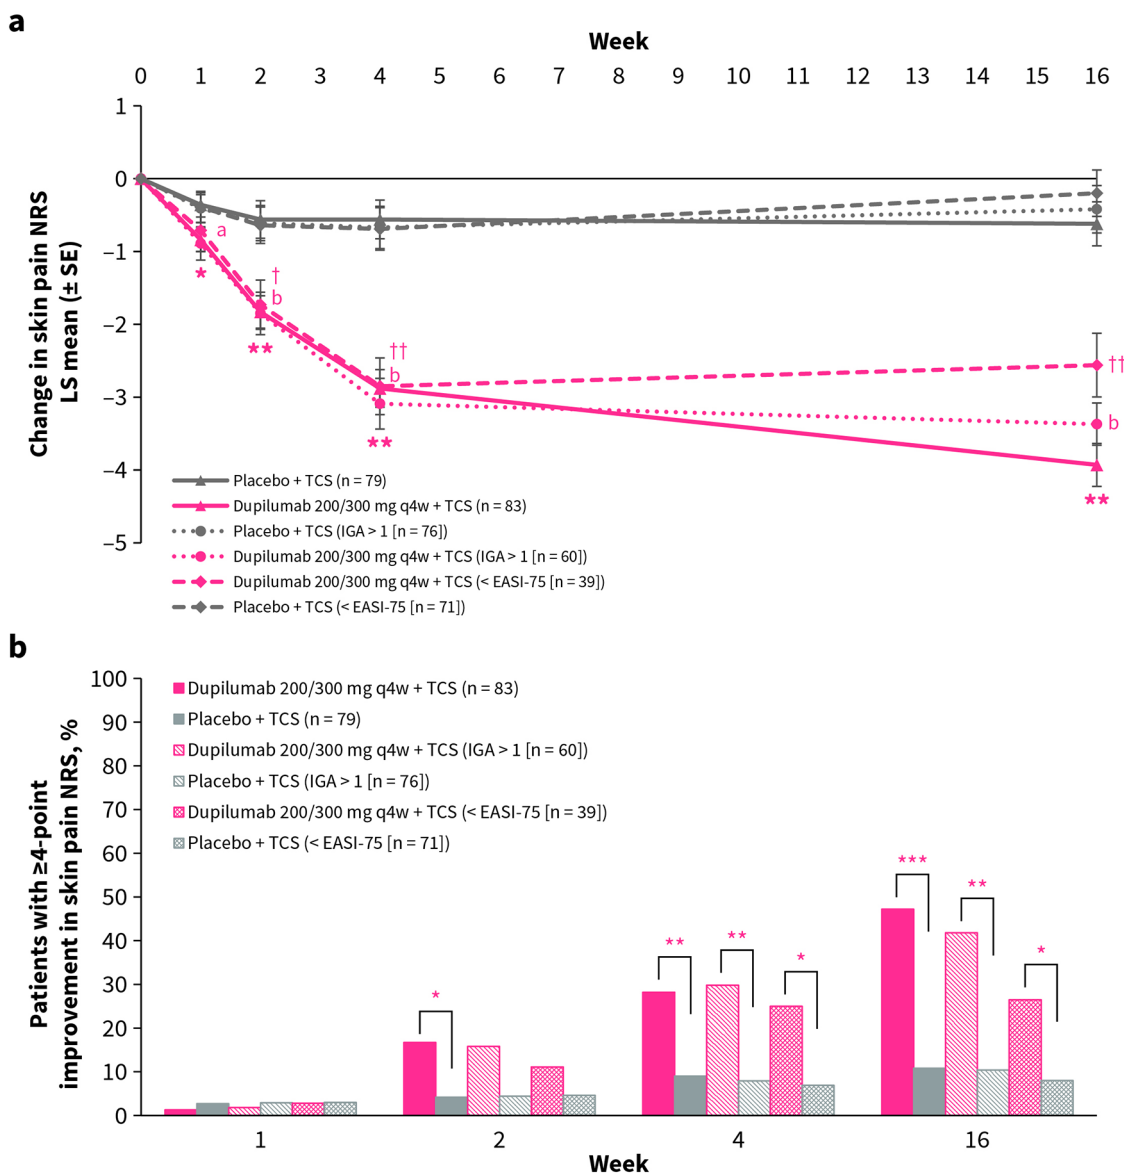 a
Week
0 1 2 3 4 5 6 7 8 9 10 11 12 13 14 15 16
Change in skin pain NRS
LS mean (± SE)
1
0
–1
–2
–3
–4
–5
a
*
†
b
**
††
b
**
††
b
**
Placebo + TCS (n = 79)
Dupilumab 200/300 mg q4w + TCS (n = 83)
Placebo + TCS (IGA > 1 [n = 76])
Dupilumab 200/300 mg q4w + TCS (IGA > 1 [n = 60])
Dupilumab 200/300 mg q4w + TCS (< EASI-75 [n = 39])
Placebo + TCS (< EASI-75 [n = 71])
b
Patients with ≥4-point
improvement in skin pain NRS, %
100
90
80
70
60
50
40
30
20
10
0
Dupilumab 200/300 mg q4w + TCS (n = 83)
Placebo + TCS (n = 79)
Dupilumab 200/300 mg q4w + TCS (IGA > 1 [n = 60])
Placebo + TCS (IGA > 1 [n = 76])
Dupilumab 200/300 mg q4w + TCS (< EASI-75 [n = 39])
Placebo + TCS (< EASI-75 [n = 71])
*
** ** *
*** ** *
1 2 4 16
Week